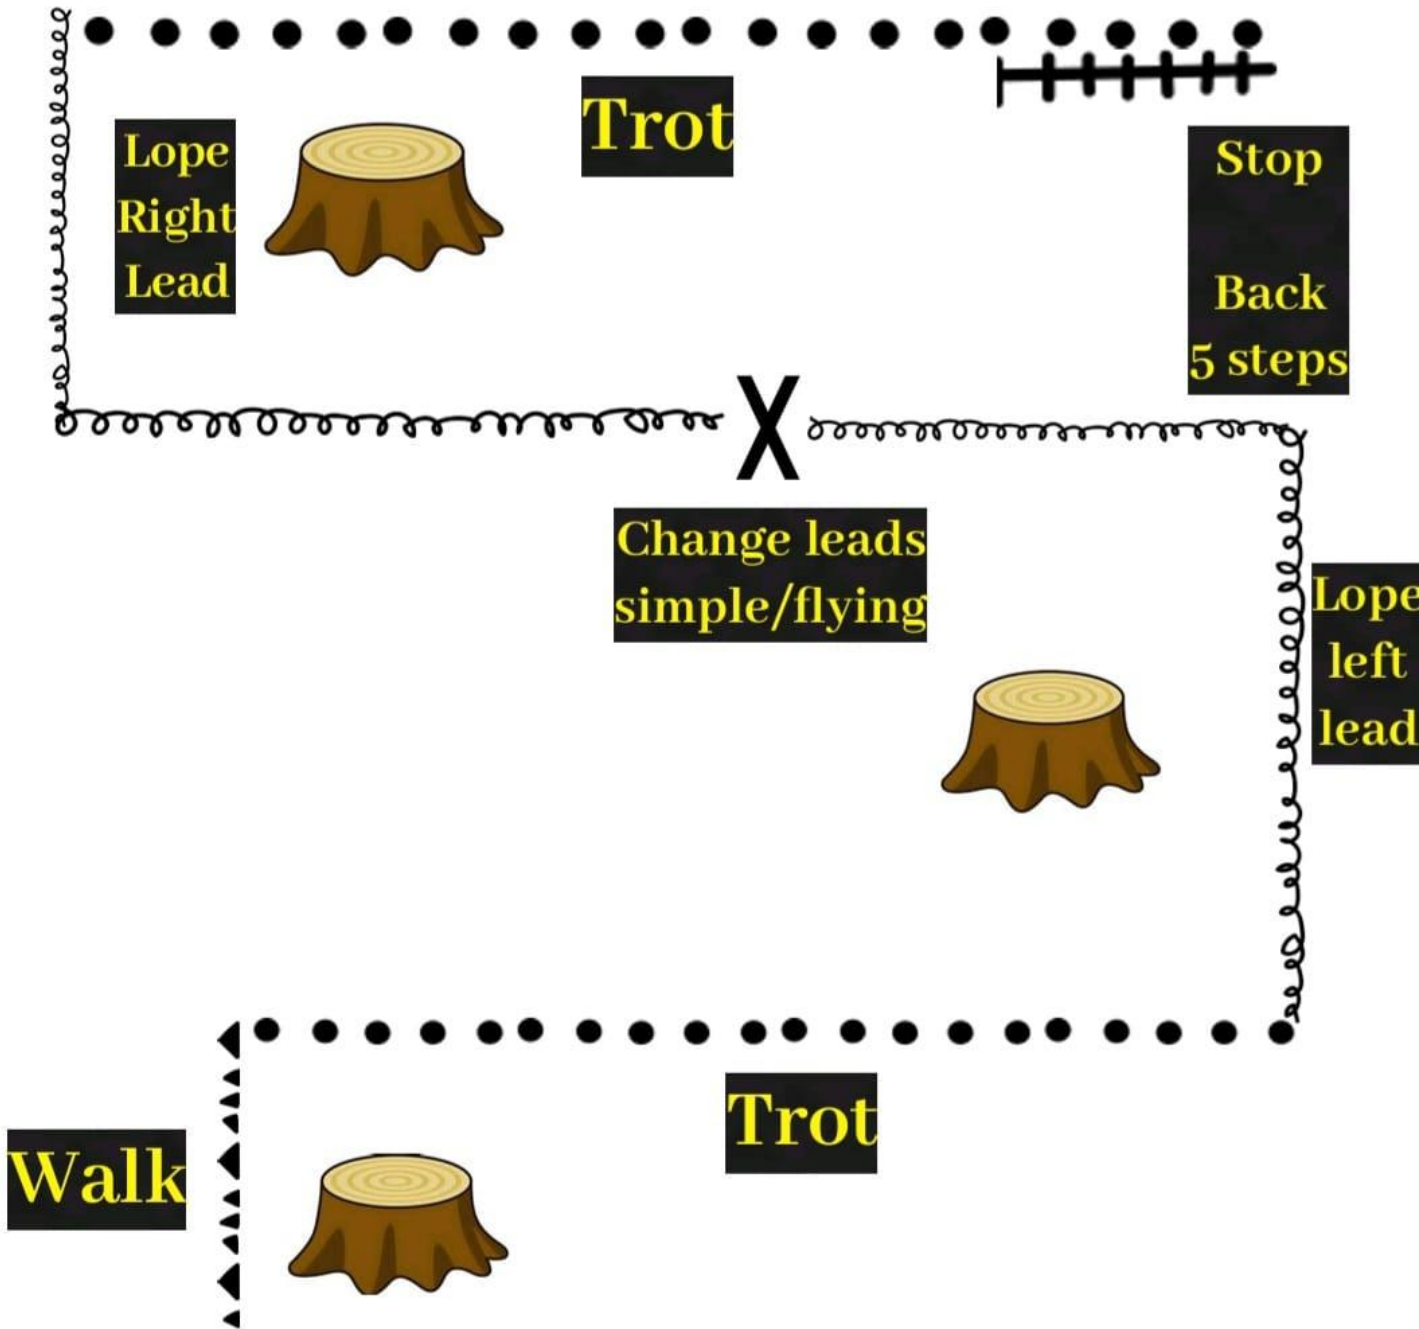 Trot
Lope
Right
Lead
Stop
Back
5 steps
X
Change leads
simple/flying
Lope
left
lead
Trot
Walk